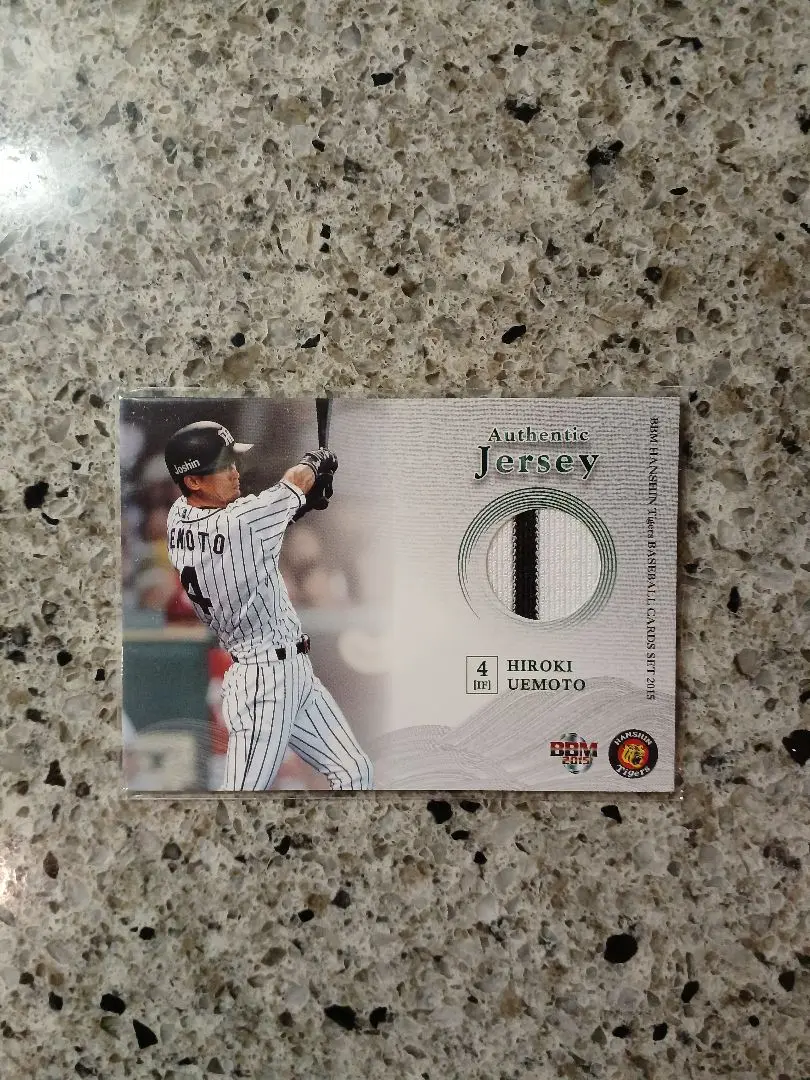 Authentic
Jersey
BBM HANSHIN Tigers BASEBALL CARDS SET 2015
Joshin
EMOTO
4
4
[IF]
HIROKI
UEMOTO
BBM
2015
HANSHIN
Tigers